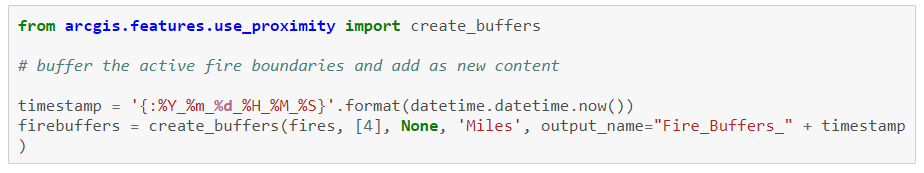 from arcgis.features.use_proximity import create_buffers
# buffer the active fire boundaries and add as new content
timestamp = '{:%Y_%m_%d_%H_%M_%S}'.format(datetime.datetime.now())
firebuffers = create_buffers(fires, [4], None, 'Miles', output_name="Fire_Buffers_" + timestamp
)